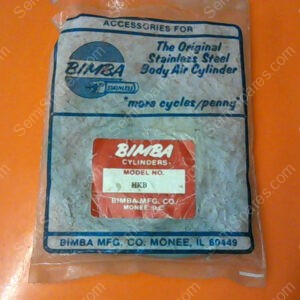 ACCESSORIES FOR
BIMBA
STAINLESS
The Original
Stainless Steel
Body Air Cylinder
"more cycles/penny"
BIMBA
CYLINDERS
MODEL NO.
HKB
BIMBA MFG. CO.
MONEE, ILL.
BIMBA MFG. CO. MONEE, IL 60449